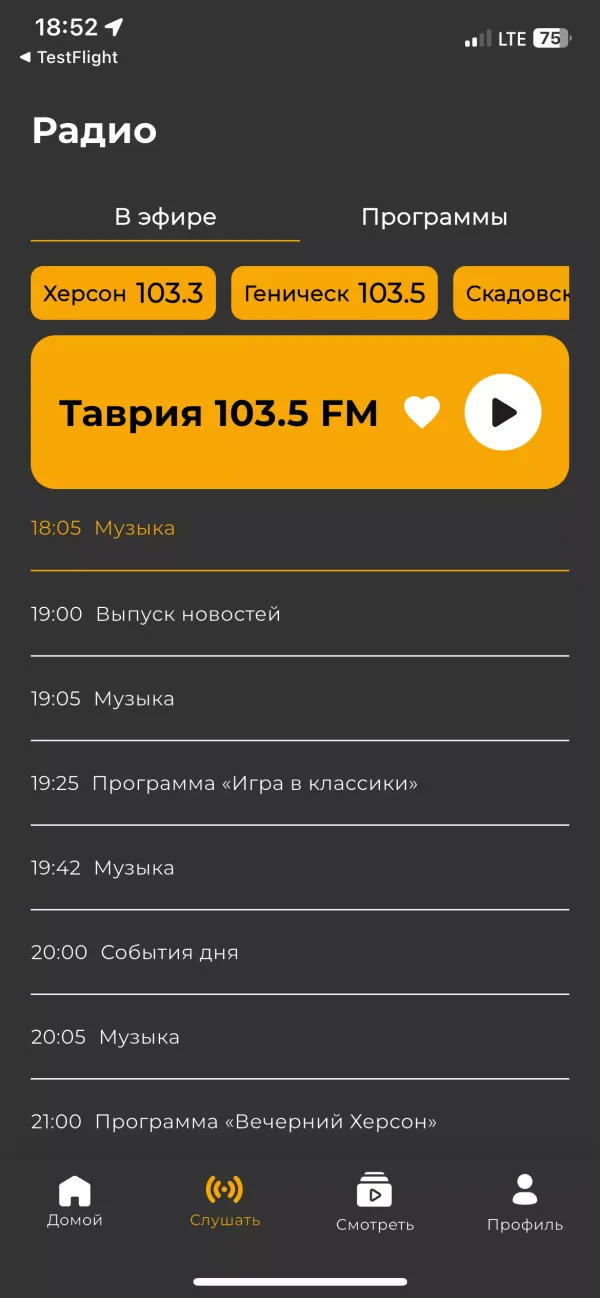 18:52
LTE 75
TestFlight
Радио
В эфире Программы
Херсон 103.3 Геническ 103.5 Скадовск
Таврия 103.5 FM
18:05 Музыка
19:00 Выпуск новостей
19:05 Музыка
19:25 Программа «Игра в классики»
19:42 Музыка
20:00 События дня
20:05 Музыка
21:00 Программа «Вечерний Херсон»
Домой Слушать Смотреть Профиль